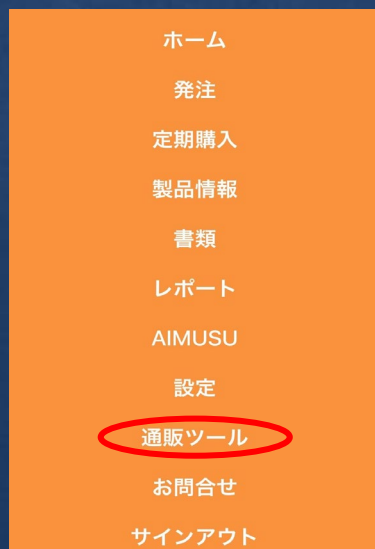 ホーム
発注
定期購入
製品情報
書類
レポート
AIMUSU
設定
通販ツール
お問合せ
サインアウト